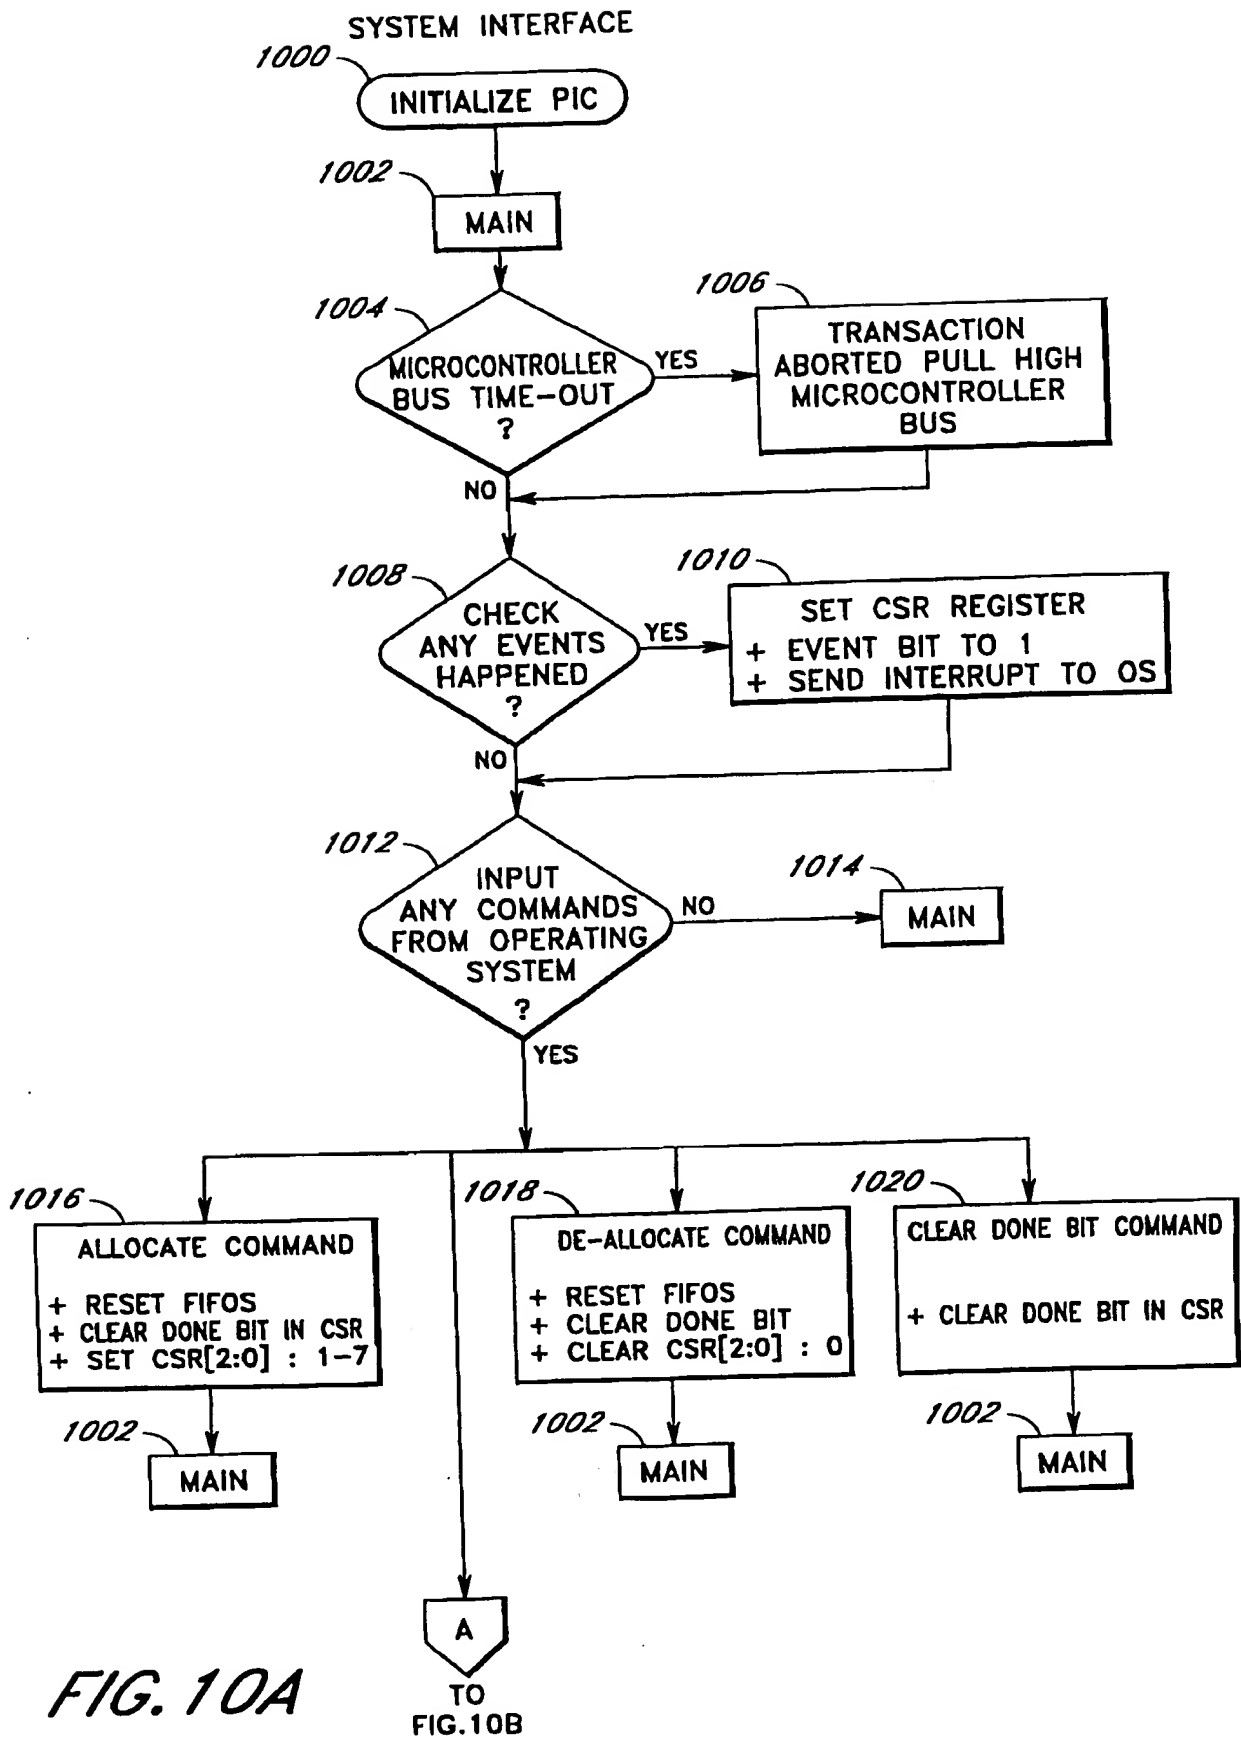 SYSTEM INTERFACE
1000
INITIALIZE PIC
1002
MAIN
1004
MICROCONTROLLER
BUS TIME-OUT
?
YES
1006
TRANSACTION
ABORTED PULL HIGH
MICROCONTROLLER
BUS
NO
1008
CHECK
ANY EVENTS
HAPPENED
?
YES
1010
SET CSR REGISTER
+ EVENT BIT TO 1
+ SEND INTERRUPT TO OS
NO
1012
INPUT
ANY COMMANDS
FROM OPERATING
SYSTEM
?
NO
1014
MAIN
YES
1016
ALLOCATE COMMAND
+ RESET FIFOS
+ CLEAR DONE BIT IN CSR
+ SET CSR[2:0] : 1-7
1002
MAIN
1018
DE-ALLOCATE COMMAND
+ RESET FIFOS
+ CLEAR DONE BIT
+ CLEAR CSR[2:0] : 0
1002
MAIN
1020
CLEAR DONE BIT COMMAND
+ CLEAR DONE BIT IN CSR
1002
MAIN
A
TO
FIG.10B
FIG. 10A